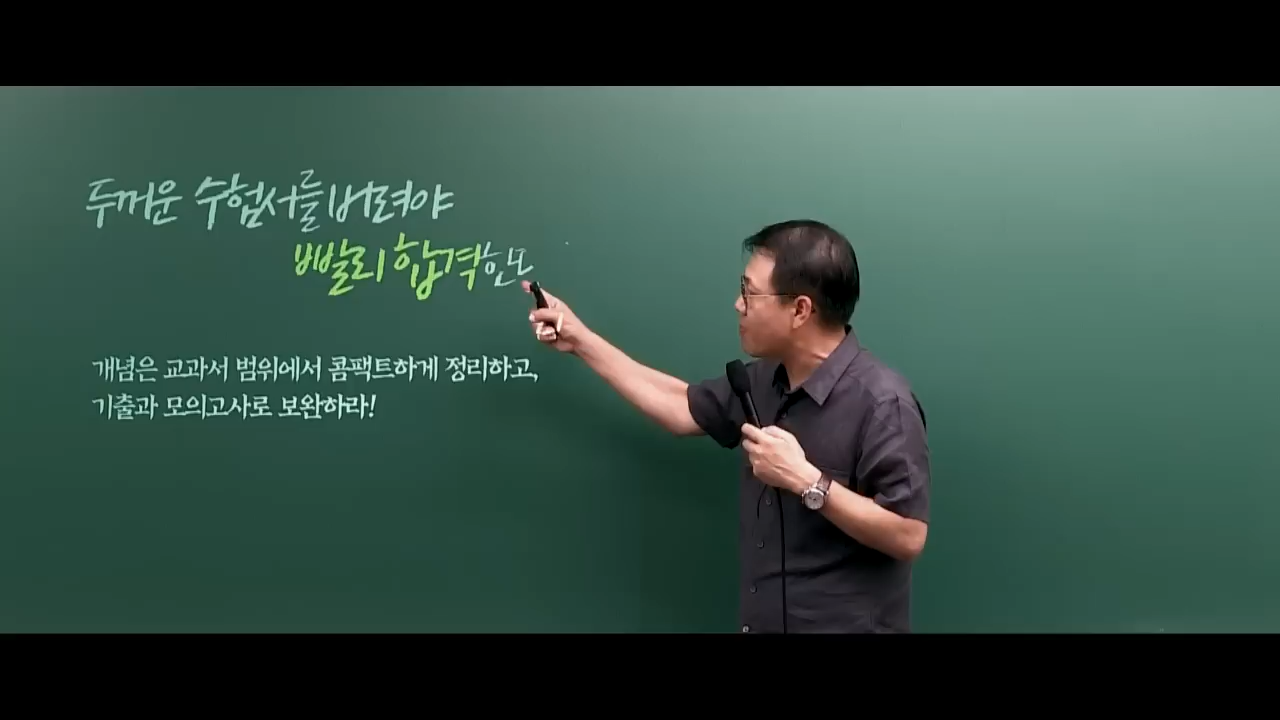 두꺼운 수험서를 버려야
빨리 합격한
개념은 교과서 범위에서 콤팩트하게 정리하고,
기출과 모의고사로 보완하라!